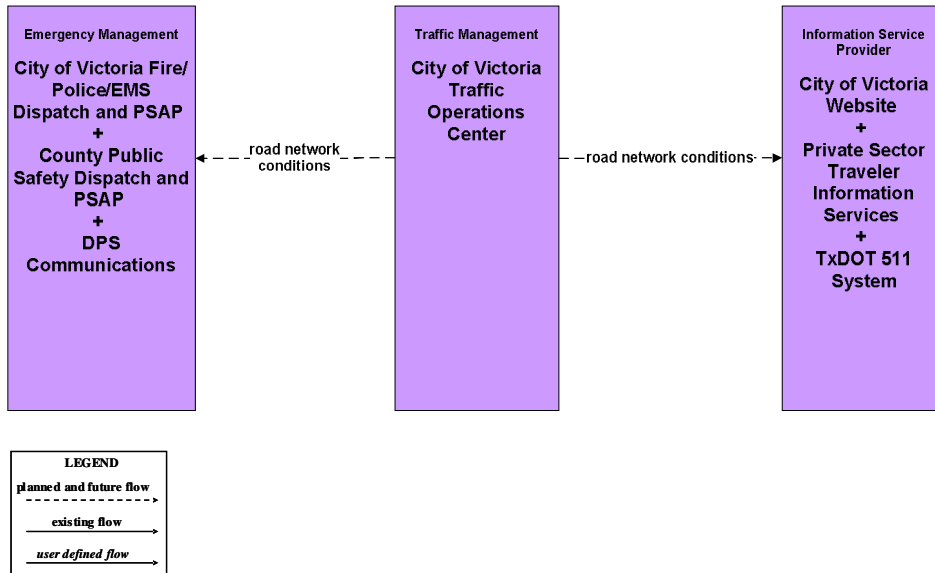 Emergency Management
City of Victoria Fire/
Police/EMS
Dispatch and PSAP
+
County Public
Safety Dispatch and
PSAP
+
DPS
Communications
road network
conditions
Traffic Management
City of Victoria
Traffic
Operations
Center
road network conditions
Information Service
Provider
City of Victoria
Website
+
Private Sector
Traveler
Information
Services
+
TxDOT 511
System
LEGEND
planned and future flow
existing flow
user defined flow